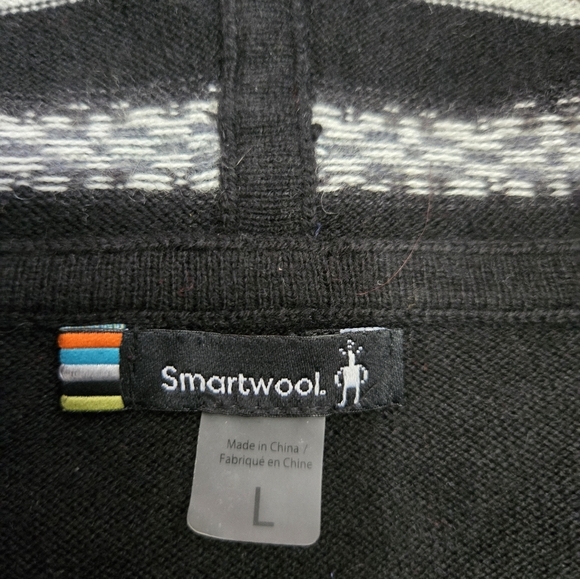 Smartwool.
Made in China /
Fabriqué en Chine
L